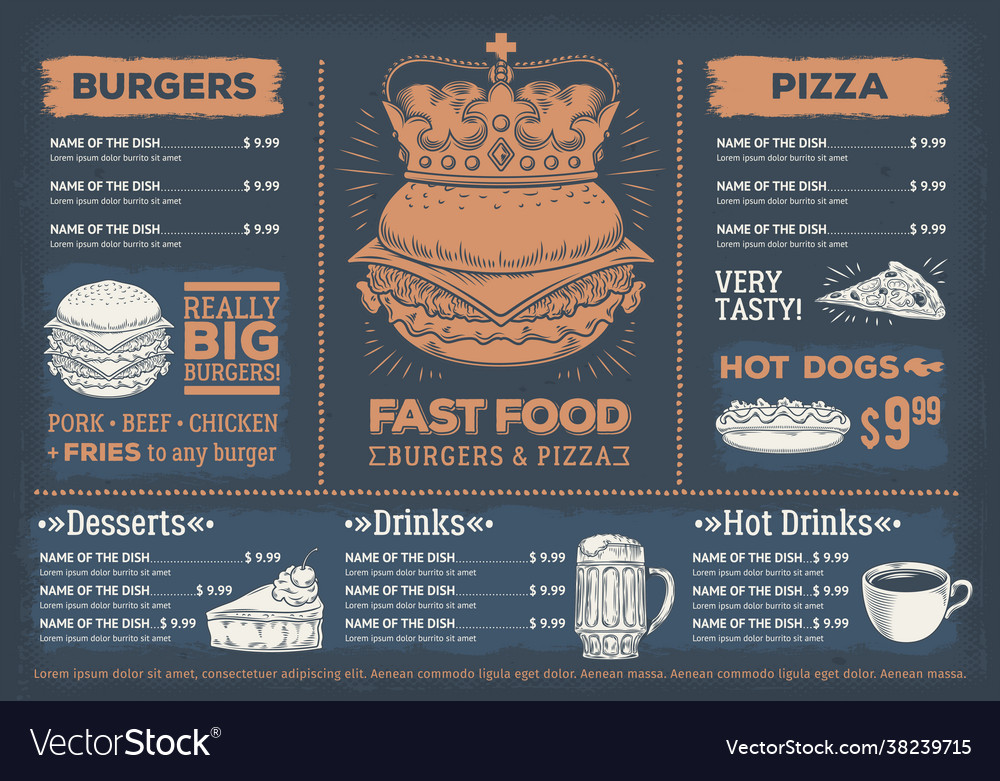 BURGERS
NAME OF THE DISH......................$ 9.99
Lorem ipsum dolor burrito sit amet
NAME OF THE DISH......................$ 9.99
Lorem ipsum dolor burrito sit amet
NAME OF THE DISH......................$ 9.99
Lorem ipsum dolor burrito sit amet
REALLY
BIG
BURGERS!
PORK • BEEF • CHICKEN
+ FRIES to any burger
FAST FOOD
BURGERS & PIZZA
PIZZA
NAME OF THE DISH......................$ 9.99
Lorem ipsum dolor burrito sit amet
NAME OF THE DISH......................$ 9.99
Lorem ipsum dolor burrito sit amet
NAME OF THE DISH......................$ 9.99
Lorem ipsum dolor burrito sit amet
VERY
TASTY!
HOT DOGS
$9.99
•»Desserts«•
NAME OF THE DISH.........................$ 9.99
Lorem ipsum dolor burrito sit amet
NAME OF THE DISH............$ 9.99
Lorem ipsum dolor burrito sit amet
NAME OF THE DISH...$ 9.99
Lorem ipsum dolor burrito sit amet
•»Drinks«•
NAME OF THE DISH..........................$ 9.99
Lorem ipsum dolor burrito sit amet
NAME OF THE DISH..........................$ 9.99
Lorem ipsum dolor burrito sit amet
NAME OF THE DISH..........................$ 9.99
Lorem ipsum dolor burrito sit amet
•»Hot Drinks«•
NAME OF THE DISH...$ 9.99
Lorem ipsum dolor burrito sit amet
NAME OF THE DISH...$ 9.99
Lorem ipsum dolor burrito sit amet
NAME OF THE DISH...$ 9.99
Lorem ipsum dolor burrito sit amet
Lorem ipsum dolor sit amet, consectetuer adipiscing elit. Aenean commodo ligula eget dolor. Aenean massa. Aenean commodo ligula eget dolor. Aenean massa.
VectorStock®
VectorStock.com/38239715